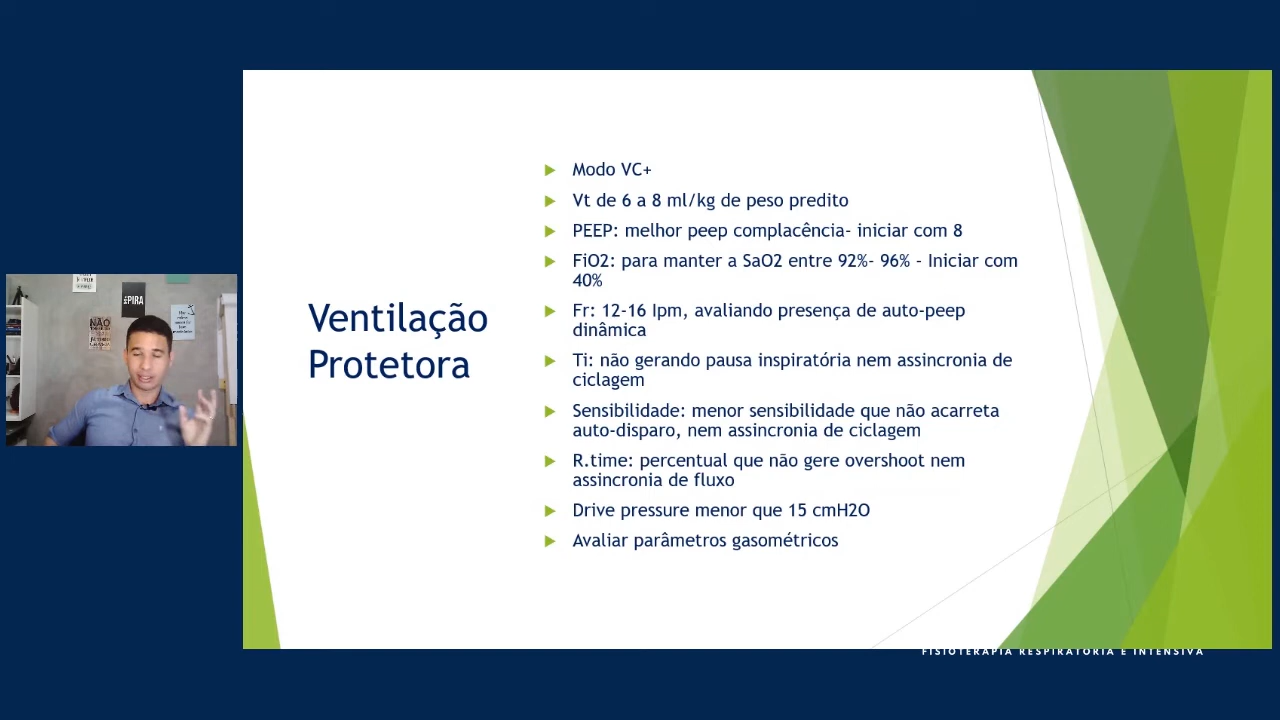 Ventilação
Protetora
Modo VC+
Vt de 6 a 8 ml/kg de peso predito
PEEP: melhor peep complacência- iniciar com 8
FiO2: para manter a SaO2 entre 92%- 96% - Iniciar com
40%
Fr: 12-16 Ipm, avaliando presença de auto-peep
dinâmica
Ti: não gerando pausa inspiratória nem assincronia de
ciclagem
Sensibilidade: menor sensibilidade que não acarreta
auto-disparo, nem assincronia de ciclagem
R.time: percentual que não gere overshoot nem
assincronia de fluxo
Drive pressure menor que 15 cmH2O
Avaliar parâmetros gasométricos
PIRA
NÃO
FISIOTERAPIA RESPIRATÓRIA E INTENSIVA